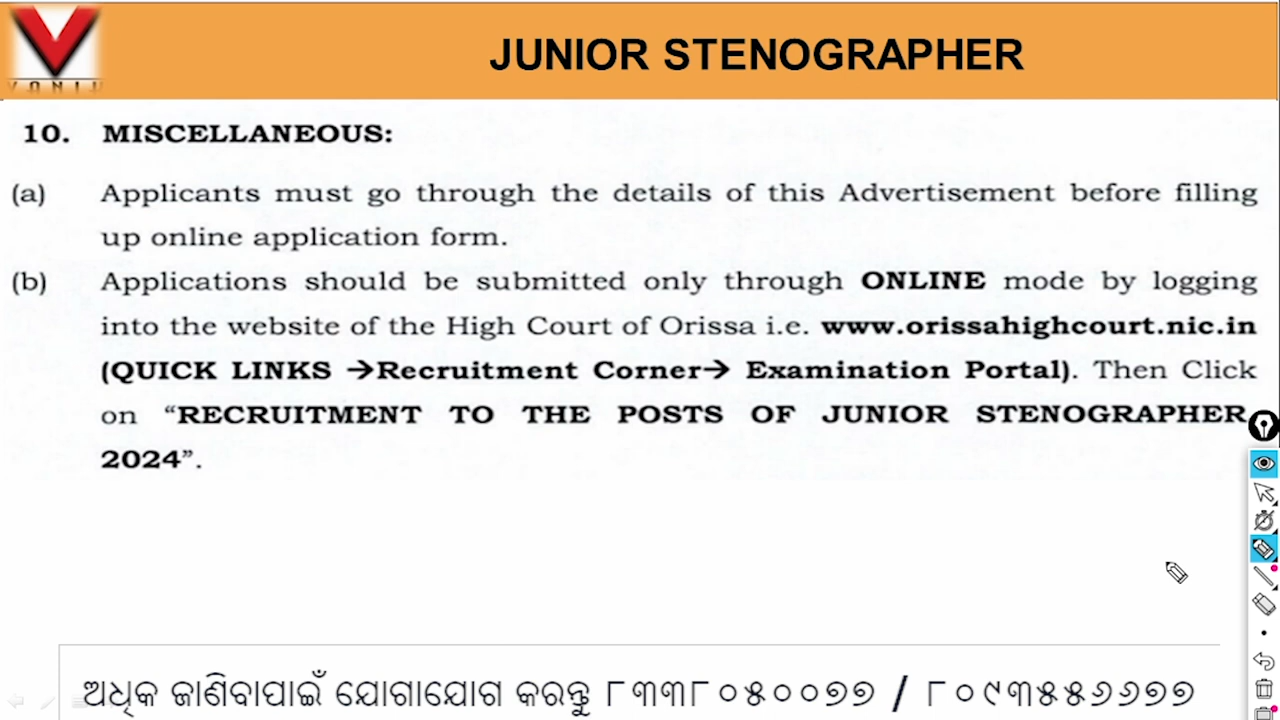 VANIJ
JUNIOR STENOGRAPHER
10. MISCELLANEOUS:
(a) Applicants must go through the details of this Advertisement before filling
up online application form.
(b) Applications should be submitted only through ONLINE mode by logging
into the website of the High Court of Orissa i.e. www.orissahighcourt.nic.in
(QUICK LINKS →Recruitment Corner→ Examination Portal). Then Click
on “RECRUITMENT TO THE POSTS OF JUNIOR STENOGRAPHER
2024”.
ଅଧିକ ଜାଣିବାପାଇଁ ଯୋଗାଯୋଗ କରନ୍ତୁ ୮୩୩୮୦୫୦୦୭୭ / ୮୦୯୩୫୫୬୬୭୭